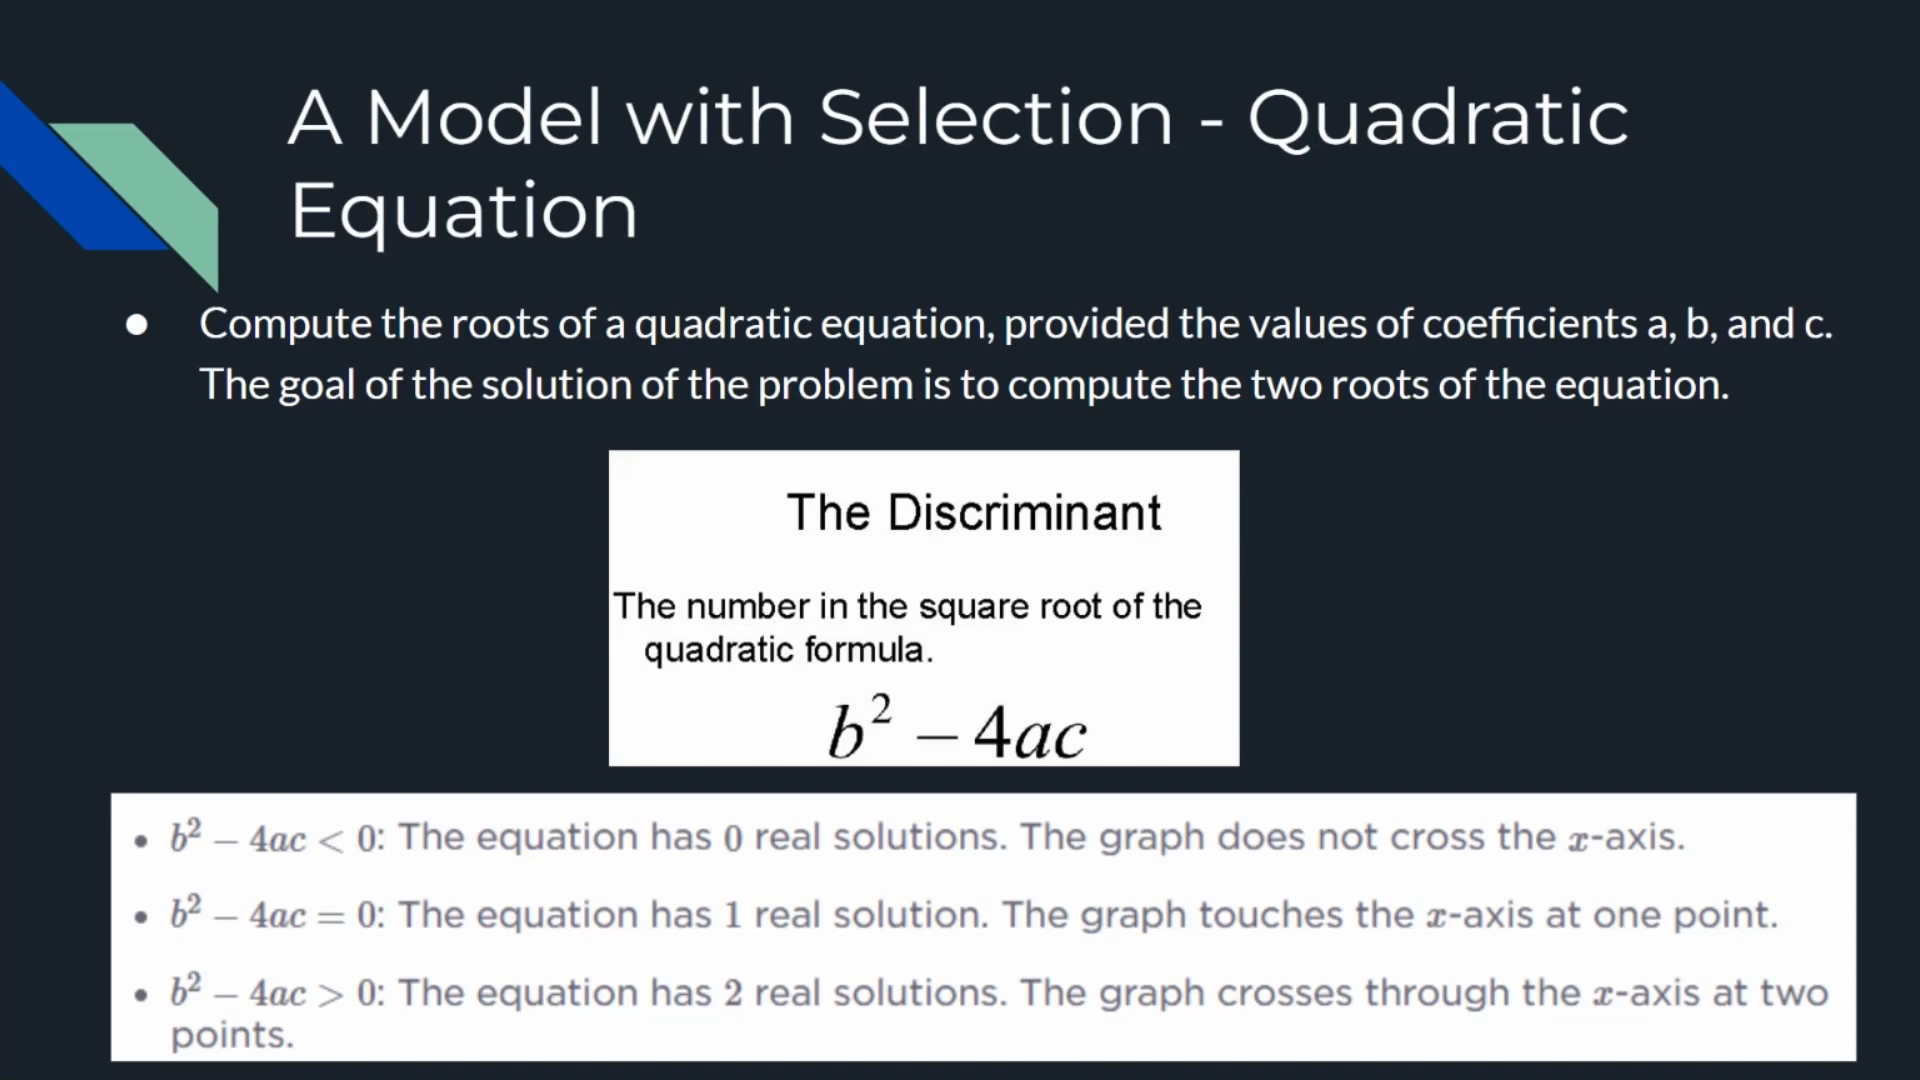 A Model with Selection - Quadratic
Equation
● Compute the roots of a quadratic equation, provided the values of coefficients a, b, and c.
The goal of the solution of the problem is to compute the two roots of the equation.
The Discriminant
The number in the square root of the
quadratic formula.
b² − 4ac
• b² − 4ac < 0: The equation has 0 real solutions. The graph does not cross the x-axis.
• b² − 4ac = 0: The equation has 1 real solution. The graph touches the x-axis at one point.
• b² − 4ac > 0: The equation has 2 real solutions. The graph crosses through the x-axis at two
points.